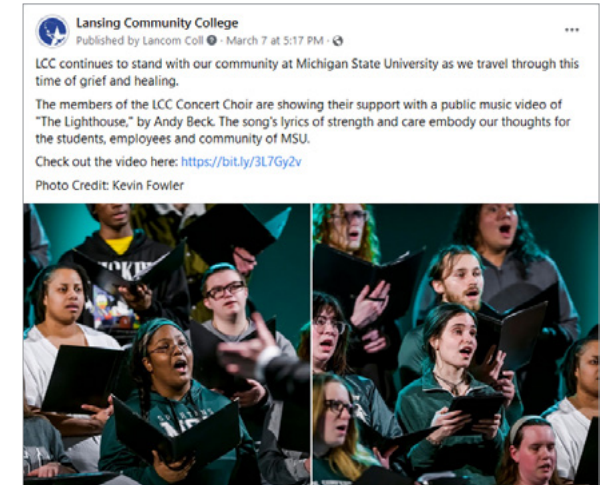 Lansing Community College
Published by Lancom Coll · March 7 at 5:17 PM ·
LCC continues to stand with our community at Michigan State University as we travel through this
time of grief and healing.
The members of the LCC Concert Choir are showing their support with a public music video of
"The Lighthouse," by Andy Beck. The song's lyrics of strength and care embody our thoughts for
the students, employees and community of MSU.
Check out the video here: https://bit.ly/3L7Gy2v
Photo Credit: Kevin Fowler